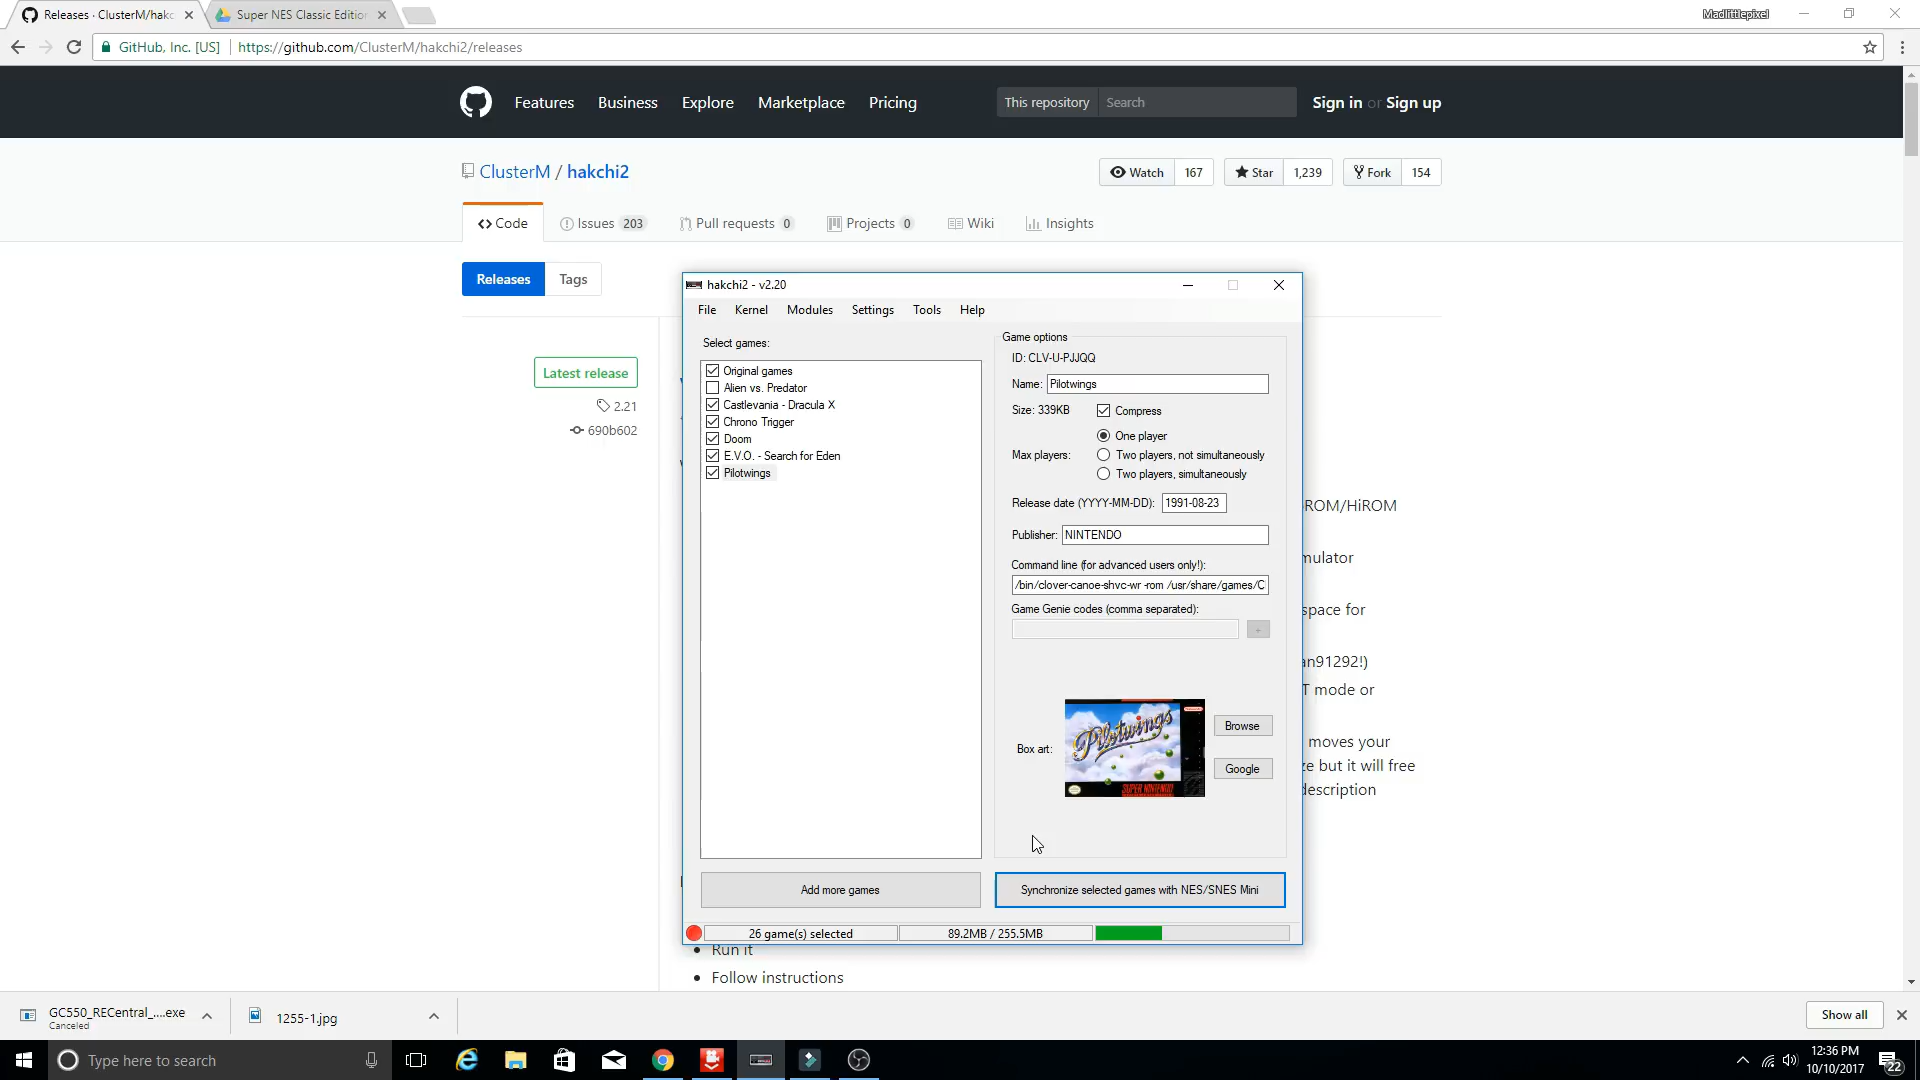 Releases · ClusterM/hakc
Super NES Classic Edition
Madlittlepixel
GitHub, Inc. [US]
https://github.com/ClusterM/hakchi2/releases
Features
Business
Explore
Marketplace
Pricing
This repository
Search
Sign in or Sign up
ClusterM / hakchi2
Watch 167
Star 1,239
Fork 154
Code
Issues 203
Pull requests 0
Projects 0
Wiki
Insights
Releases
Tags
Latest release
2.21
690b602
hakchi2 - v2.20
File
Kernel
Modules
Settings
Tools
Help
Select games:
Original games
Alien vs. Predator
Castlevania - Dracula X
Chrono Trigger
Doom
E.V.O. - Search for Eden
Pilotwings
Game options
ID: CLV-U-PJJQQ
Name: Pilotwings
Size: 339KB
Compress
Max players:
One player
Two players, not simultaneously
Two players, simultaneously
Release date (YYYY-MM-DD): 1991-08-23
Publisher: NINTENDO
Command line (for advanced users only!):
/bin/clover-canoe-shvc-wr -rom /usr/share/games/C
Game Genie codes (comma separated):
+
Box art:
Pilotwings
SUPER NINTENDO
Browse
Google
Add more games
Synchronize selected games with NES/SNES Mini
26 game(s) selected
89.2MB / 255.5MB
ROM/HiROM
mulator
space for
an91292!)
T mode or
moves your
ze but it will free
description
Run it
Follow instructions
GC550_RECentral_....exe
Canceled
1255-1.jpg
Show all
Type here to search
12:36 PM
10/10/2017
22